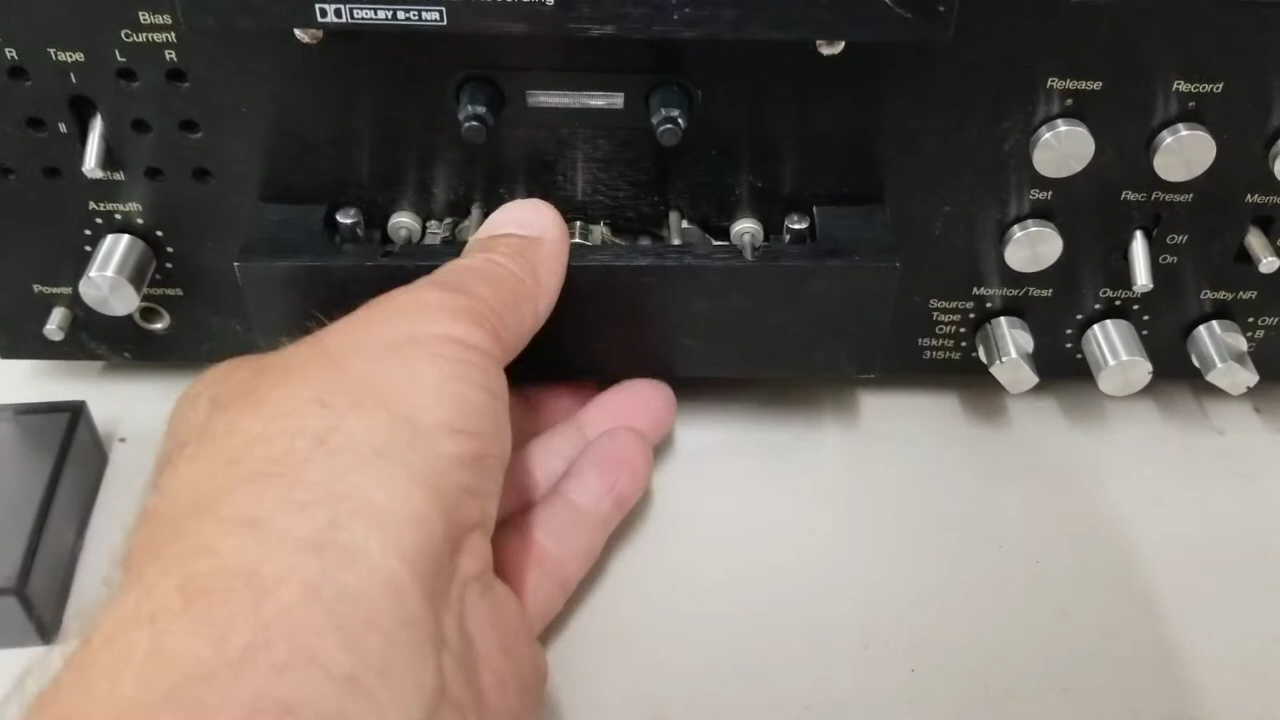 Recording
DOLBY B-C NR
Bias
Current
R
Tape
L
R
I
II
Metal
Azimuth
Power
Release
Record
Set
Rec. Preset
Off
On
Monitor/Test
Source
Tape
Off
15kHz
315Hz
Output
Dolby NR
Off
B
C